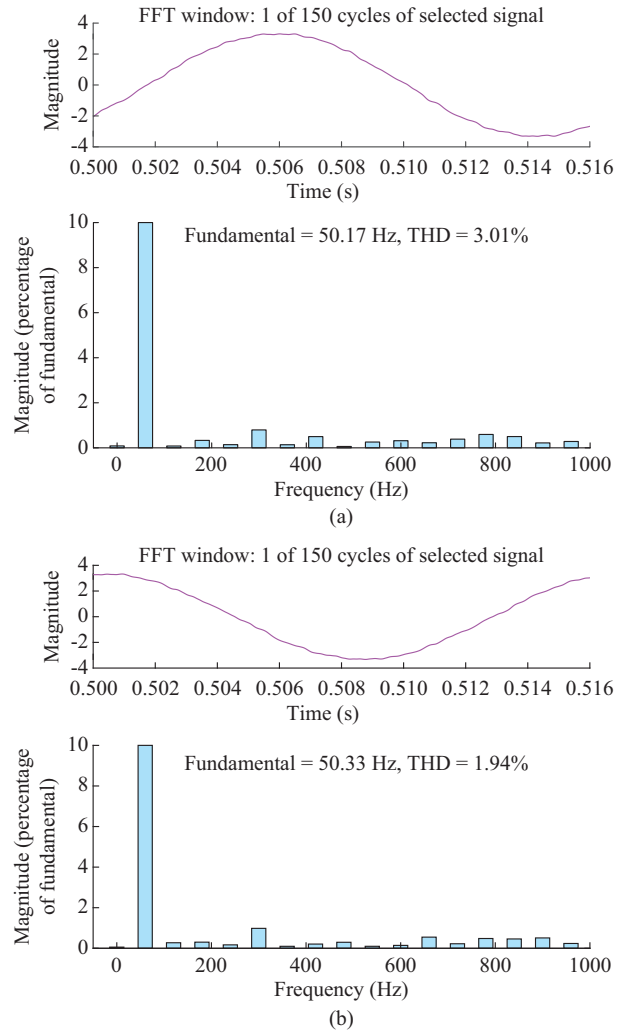 FFT window: 1 of 150 cycles of selected signal
Magnitude
4
2
0
-2
-4
0.500 0.502 0.504 0.506 0.508 0.510 0.512 0.514 0.516
Time (s)
Magnitude (percentage
of fundamental)
10
8
6
4
2
0
Fundamental = 50.17 Hz, THD = 3.01%
0 200 400 600 800 1000
Frequency (Hz)
(a)
FFT window: 1 of 150 cycles of selected signal
Magnitude
4
2
0
-2
-4
0.500 0.502 0.504 0.506 0.508 0.510 0.512 0.514 0.516
Time (s)
Magnitude (percentage
of fundamental)
10
8
6
4
2
0
Fundamental = 50.33 Hz, THD = 1.94%
0 200 400 600 800 1000
Frequency (Hz)
(b)